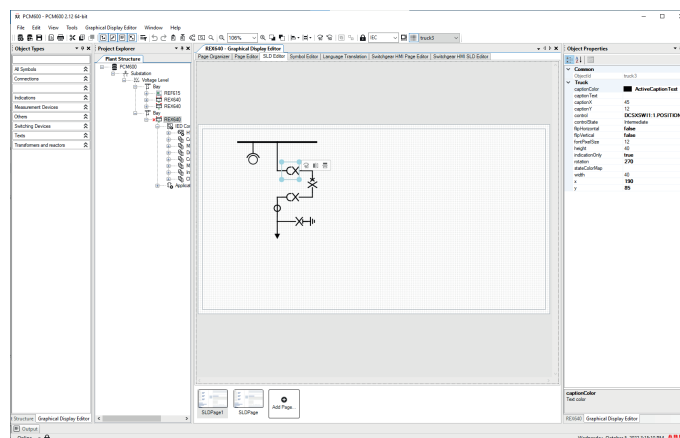 PCM600 - PCM600 2.12 64-bit
File Edit View Tools Graphical Display Editor Window Help
106%
IEC
truck3
Object Types
Project Explorer
REX640 - Graphical Display Editor
Object Properties
Plant Structure
Page Organizer Page Editor SLD Editor Symbol Editor Language Translation Switchgear HMI Page Editor Switchgear HMI SLD Editor
All Symbols
Connections
Indications
Measurement Devices
Others
Switching Devices
Texts
Transformers and reactors
PCM600
Substation
Voltage Level
Bay
REF615
REX640
REX640
Bay
REX640
IED Con
Applicat
Common
ObjectId truck3
Truck
captionColor ActiveCaptionText
captionText
captionX 45
captionY 12
control DCSXSWI1:1.POSITION
controlState Intermediate
flipHorizontal false
flipVertical false
fontPixelSize 12
height 40
indicationOnly true
rotation 270
stateColorMap
width 40
x 190
y 85
SLDPage1
SLDPage
Add Page...
captionColor
Text color
Structure Graphical Display Editor
REX640 Graphical Display Editor
Output